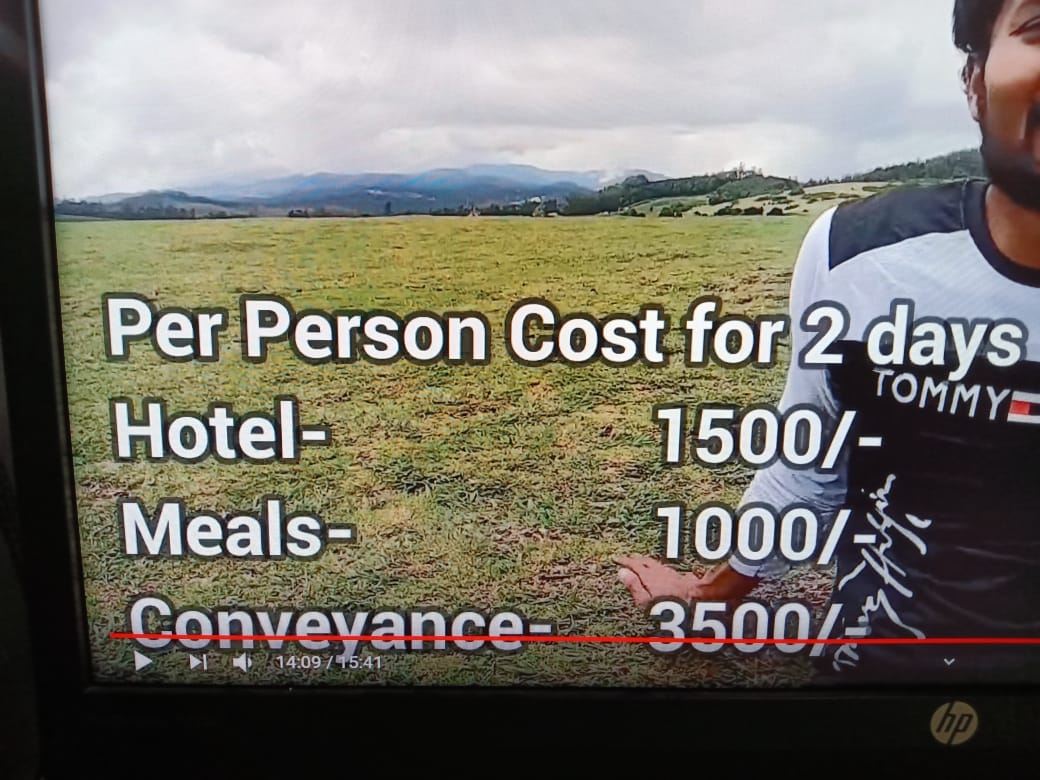 Per Person Cost for 2 days
TOMMY
Hotel- 1500/-
Meals- 1000/-
Conveyance- 3500/-
14:09 / 15:41
hp